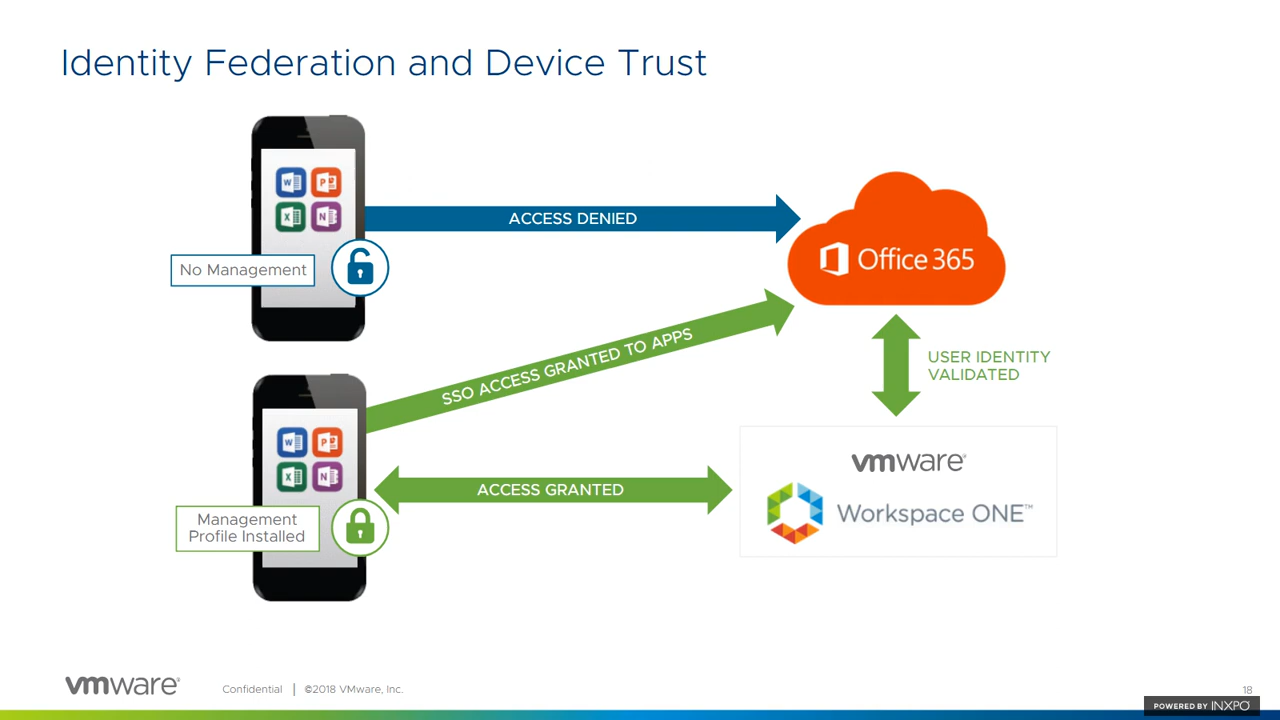 Identity Federation and Device Trust
W
P
X
N
No Management
ACCESS DENIED
Office 365
SSO ACCESS GRANTED TO APPS
USER IDENTITY
VALIDATED
W
P
X
N
Management
Profile Installed
ACCESS GRANTED
vmware®
Workspace ONE™
vmware®
Confidential | ©2018 VMware, Inc.
18
POWERED BY INXPO